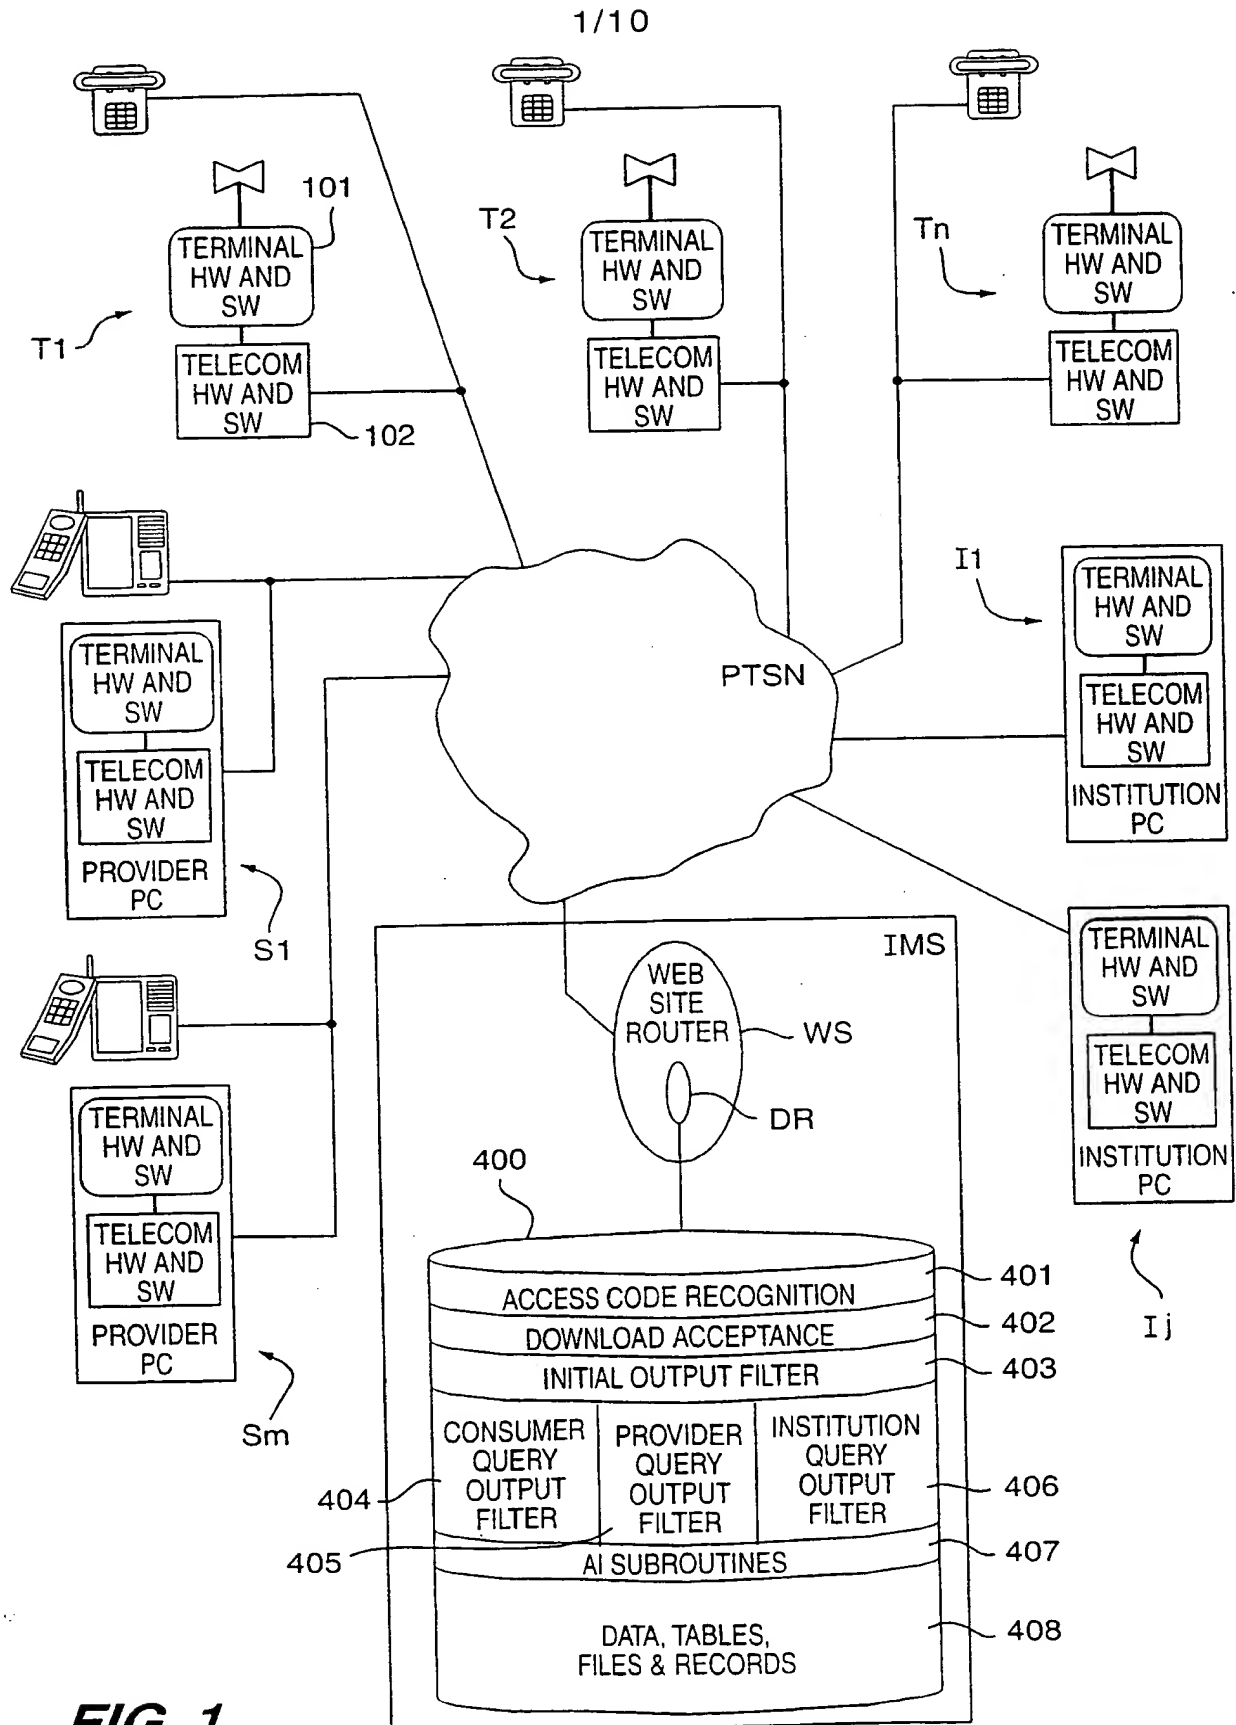 1/10
101
TERMINAL
HW AND
SW
T1
TELECOM
HW AND
SW
102
T2
TERMINAL
HW AND
SW
TELECOM
HW AND
SW
Tn
TERMINAL
HW AND
SW
TELECOM
HW AND
SW
PTSN
TERMINAL
HW AND
SW
TELECOM
HW AND
SW
PROVIDER
PC
S1
I1
TERMINAL
HW AND
SW
TELECOM
HW AND
SW
INSTITUTION
PC
TERMINAL
HW AND
SW
TELECOM
HW AND
SW
PROVIDER
PC
Sm
TERMINAL
HW AND
SW
TELECOM
HW AND
SW
INSTITUTION
PC
Ij
IMS
WEB
SITE
ROUTER
WS
DR
400
ACCESS CODE RECOGNITION
401
DOWNLOAD ACCEPTANCE
402
INITIAL OUTPUT FILTER
403
CONSUMER
QUERY
OUTPUT
FILTER
404
PROVIDER
QUERY
OUTPUT
FILTER
405
INSTITUTION
QUERY
OUTPUT
FILTER
406
AI SUBROUTINES
407
DATA, TABLES,
FILES & RECORDS
408
FIG. 1